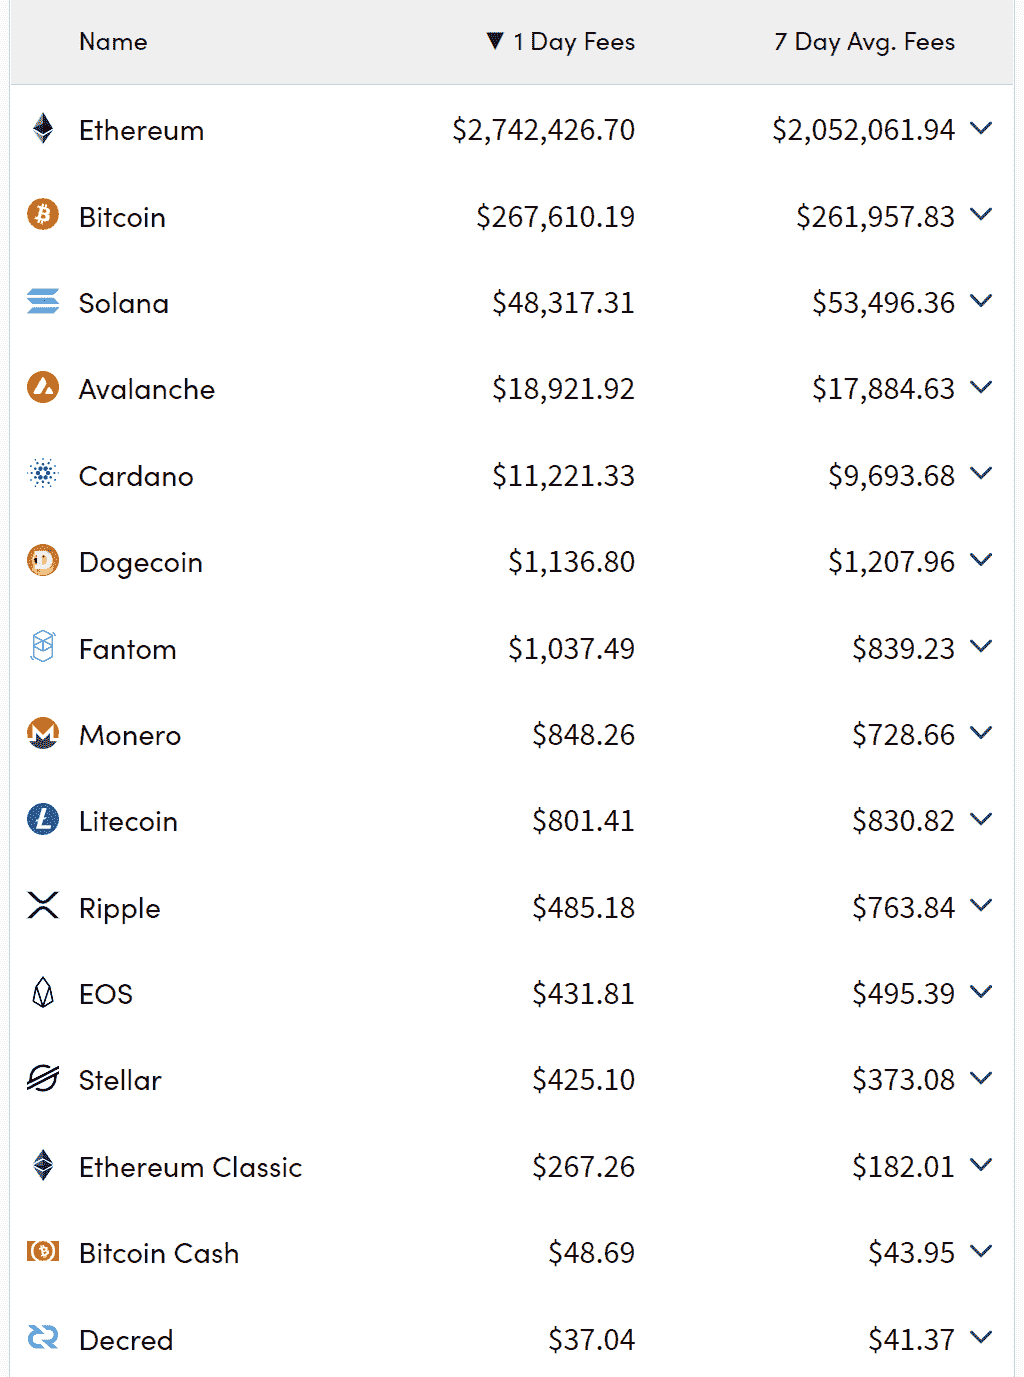 Name ▼ 1 Day Fees 7 Day Avg. Fees
Ethereum $2,742,426.70 $2,052,061.94
Bitcoin $267,610.19 $261,957.83
Solana $48,317.31 $53,496.36
Avalanche $18,921.92 $17,884.63
Cardano $11,221.33 $9,693.68
Dogecoin $1,136.80 $1,207.96
Fantom $1,037.49 $839.23
Monero $848.26 $728.66
Litecoin $801.41 $830.82
Ripple $485.18 $763.84
EOS $431.81 $495.39
Stellar $425.10 $373.08
Ethereum Classic $267.26 $182.01
Bitcoin Cash $48.69 $43.95
Decred $37.04 $41.37